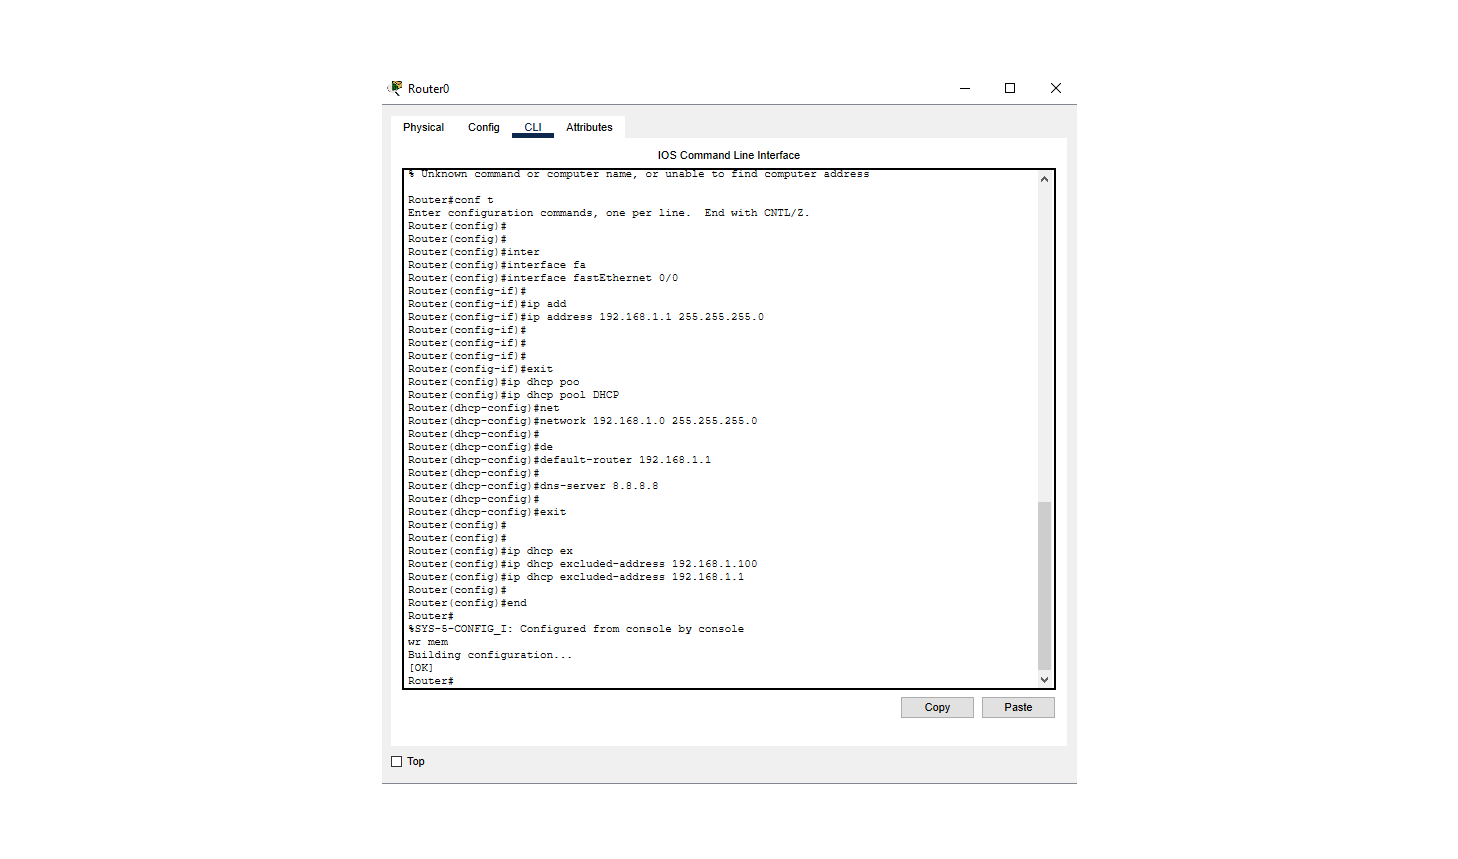 Router0
Physical Config CLI Attributes
IOS Command Line Interface
% Unknown command or computer name, or unable to find computer address
Router#conf t
Enter configuration commands, one per line.  End with CNTL/Z.
Router(config)#
Router(config)#
Router(config)#inter
Router(config)#interface fa
Router(config)#interface fastEthernet 0/0
Router(config-if)#
Router(config-if)#ip add
Router(config-if)#ip address 192.168.1.1 255.255.255.0
Router(config-if)#
Router(config-if)#
Router(config-if)#
Router(config-if)#exit
Router(config)#ip dhcp poo
Router(config)#ip dhcp pool DHCP
Router(dhcp-config)#net
Router(dhcp-config)#network 192.168.1.0 255.255.255.0
Router(dhcp-config)#
Router(dhcp-config)#de
Router(dhcp-config)#default-router 192.168.1.1
Router(dhcp-config)#
Router(dhcp-config)#dns-server 8.8.8.8
Router(dhcp-config)#
Router(dhcp-config)#exit
Router(config)#
Router(config)#
Router(config)#ip dhcp ex
Router(config)#ip dhcp excluded-address 192.168.1.100
Router(config)#ip dhcp excluded-address 192.168.1.1
Router(config)#
Router(config)#end
Router#
%SYS-5-CONFIG_I: Configured from console by console
wr mem
Building configuration...
[OK]
Router#
Copy Paste
Top